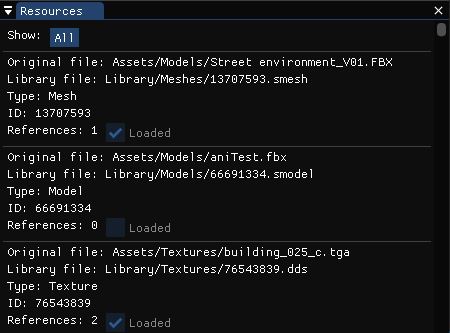 Resources
Show: All
Original file: Assets/Models/Street environment_V01.FBX
Library file: Library/Meshes/13707593.smesh
Type: Mesh
ID: 13707593
References: 1 Loaded
Original file: Assets/Models/aniTest.fbx
Library file: Library/Models/66691334.smodel
Type: Model
ID: 66691334
References: 0 Loaded
Original file: Assets/Textures/building_025_c.tga
Library file: Library/Textures/76543839.dds
Type: Texture
ID: 76543839
References: 2 Loaded